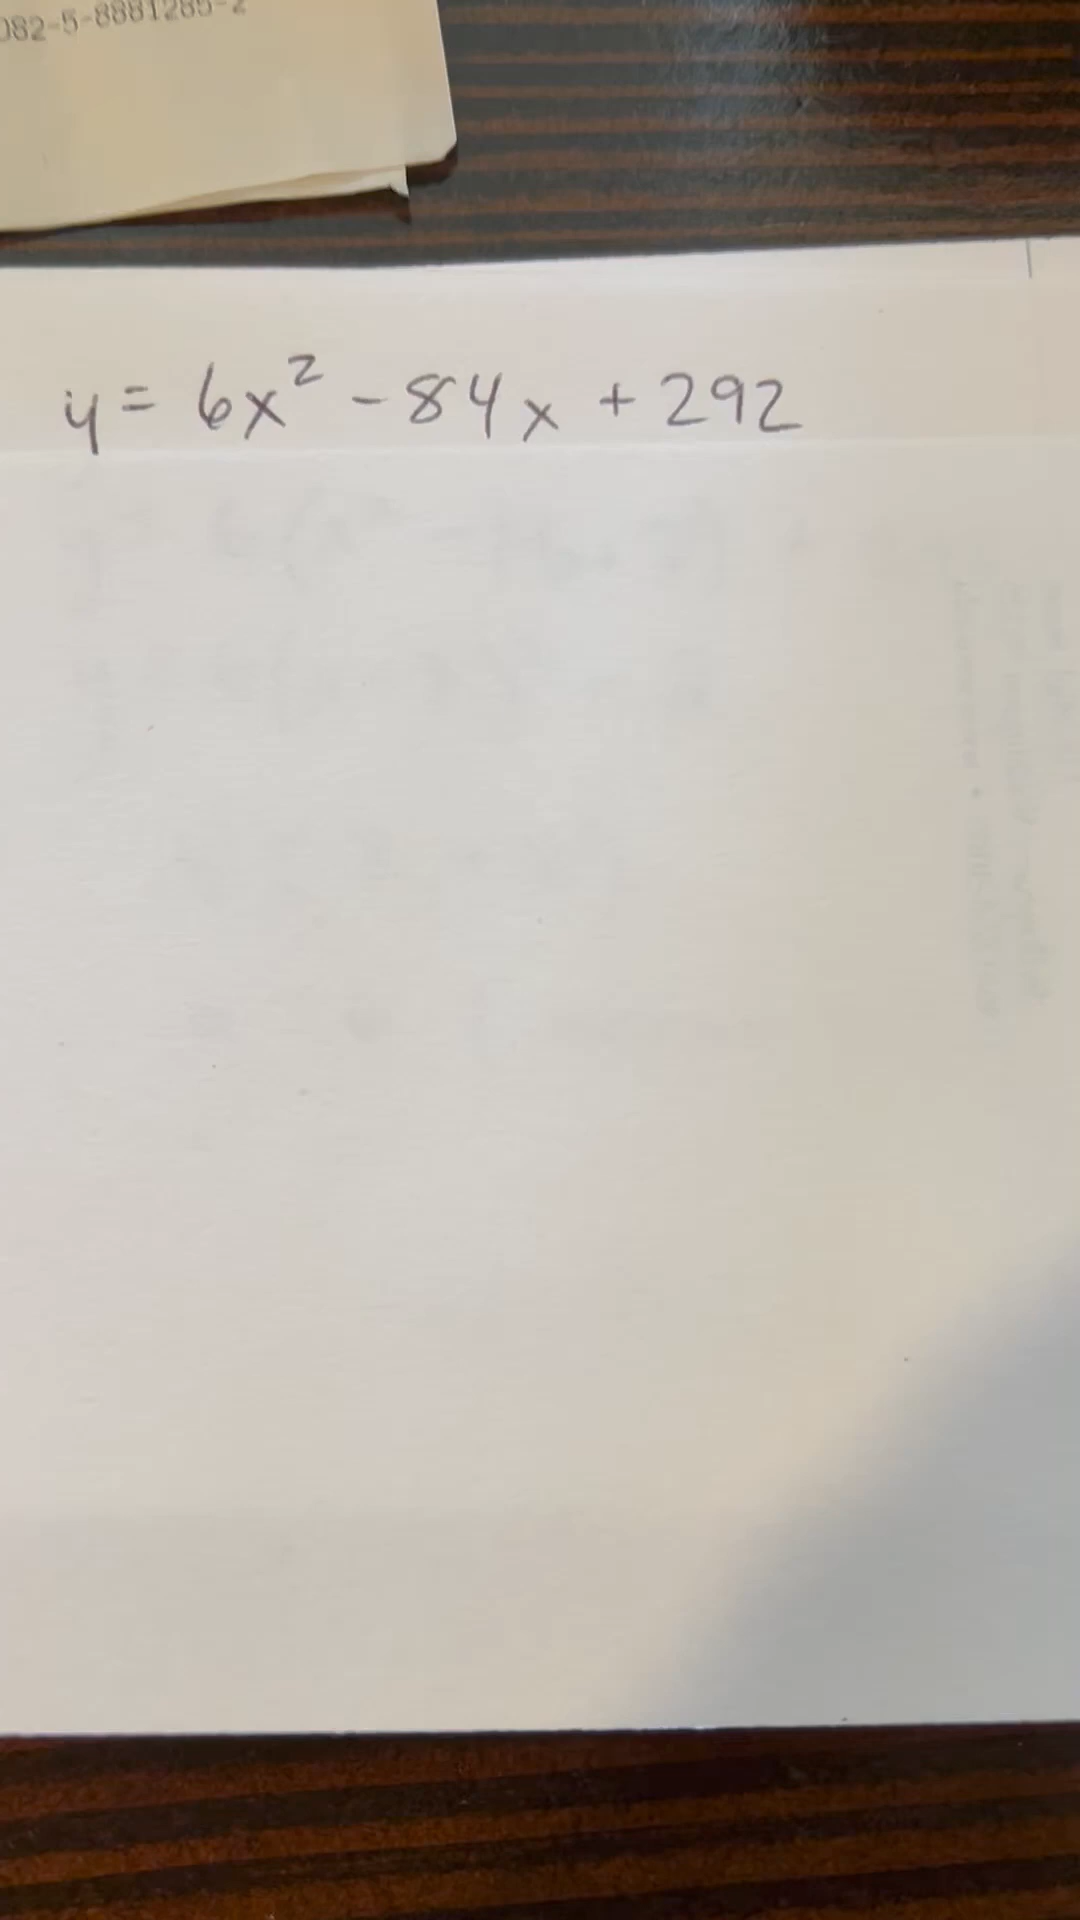 082-5-8881285-2
y = 6x² - 84x + 292